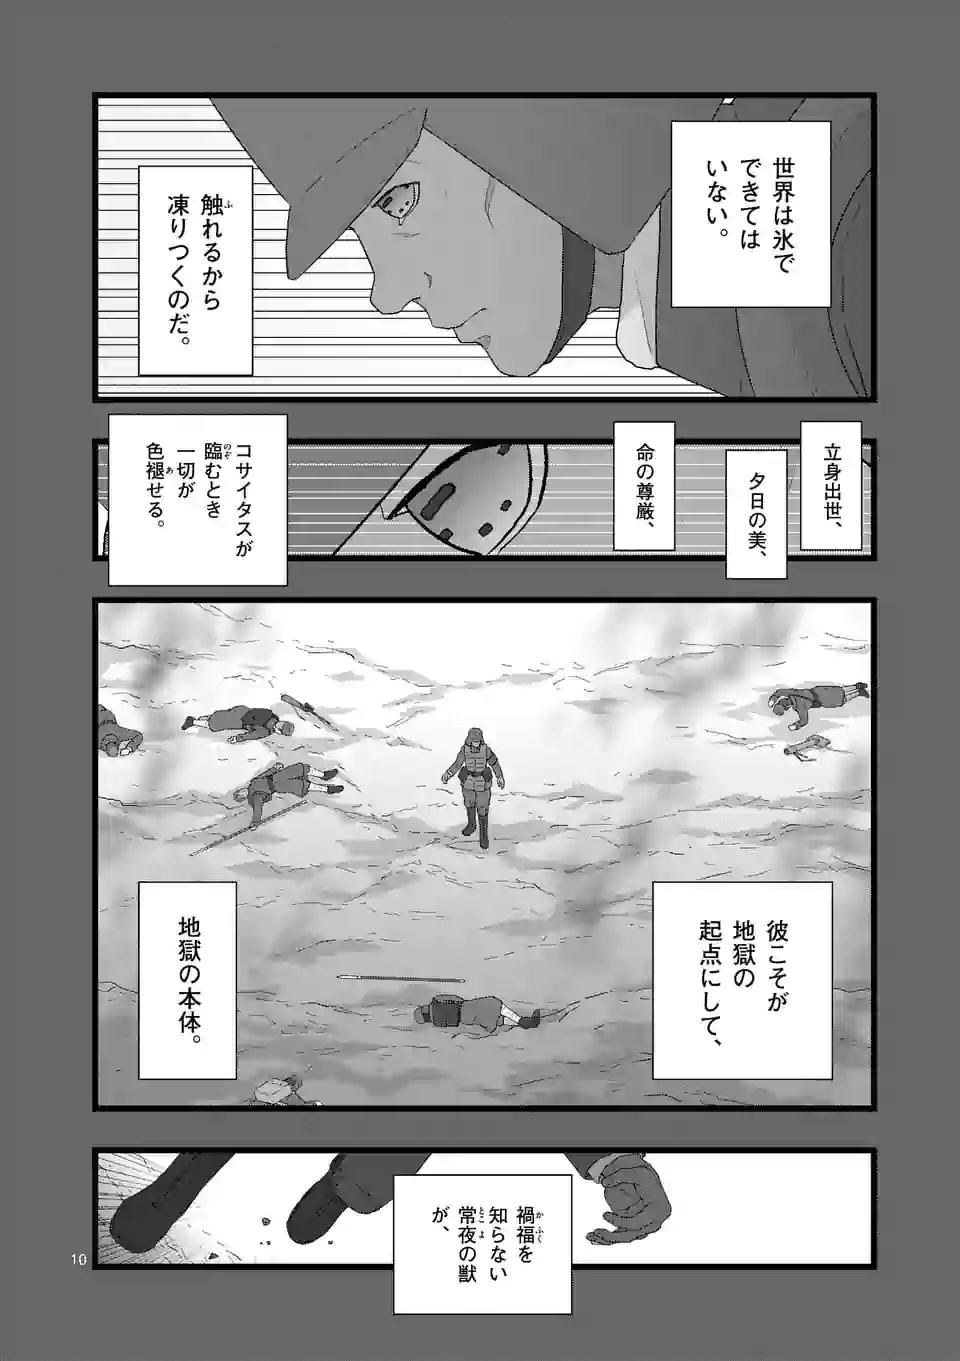 世界は氷で
できては
いない。
触れるから
凍りつくのだ。
立身出世、
夕日の美、
命の尊厳、
コサイタスが
臨むとき
一切が
色褪せる。
彼こそが
地獄の
起点にして、
地獄の本体。
禍福を
知らない
常夜の獣
が、
10